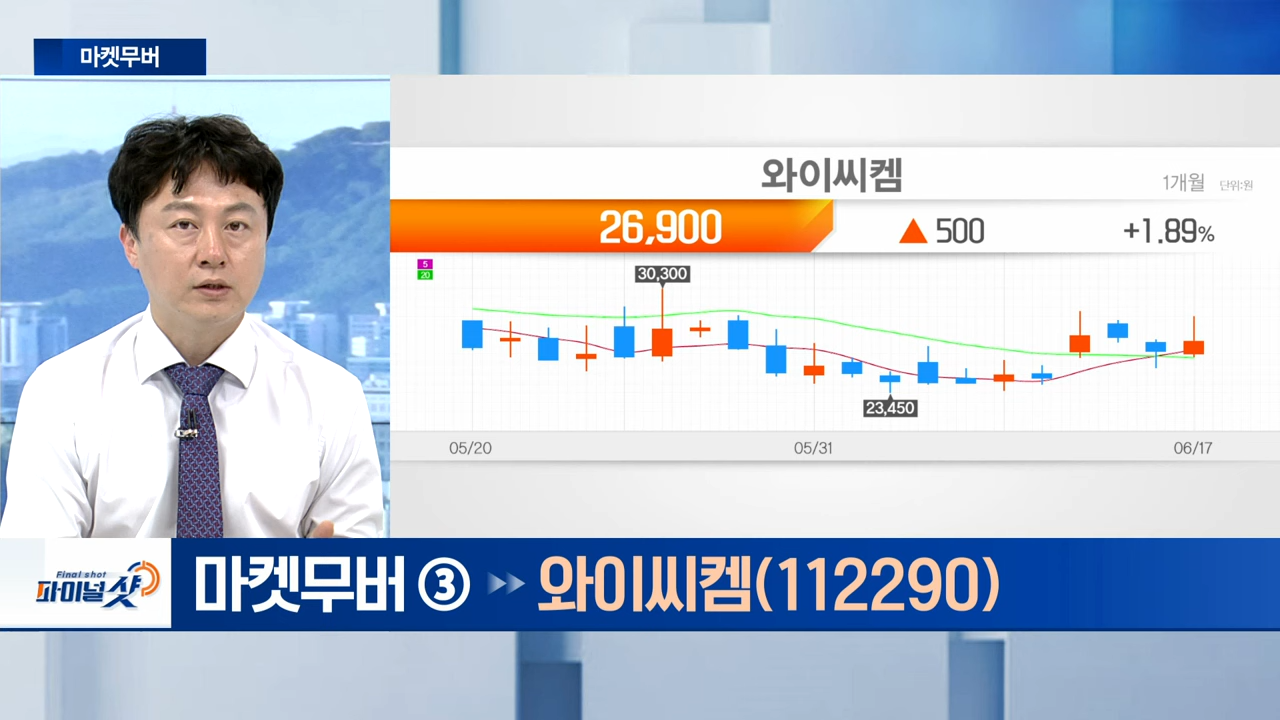 마켓무버
와이씨켐
1개월 단위:원
26,900 ▲ 500 +1.89%
5
20
30,300
23,450
05/20 05/31 06/17
Final shot
파이널샷
마켓무버 ③ 와이씨켐(112290)